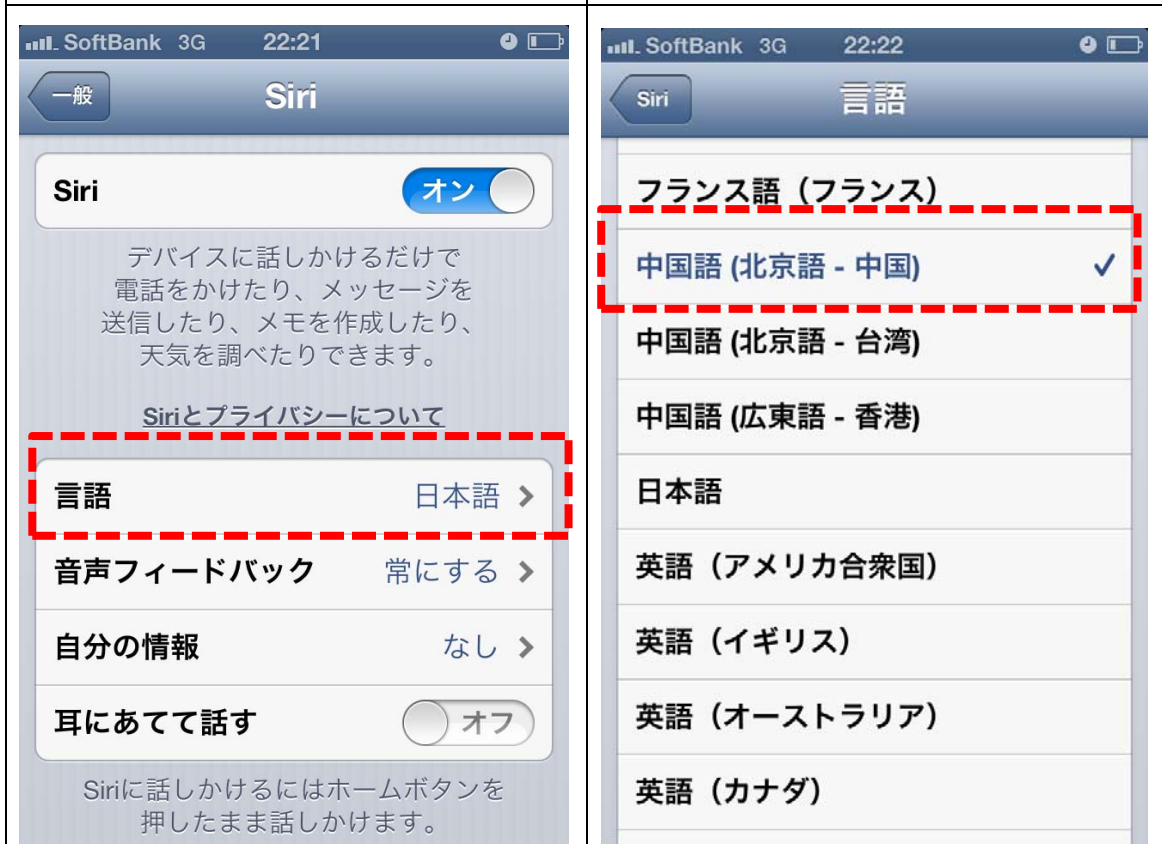 SoftBank 3G 22:21
一般 Siri
Siri オン
デバイスに話しかけるだけで
電話をかけたり、メッセージを
送信したり、メモを作成したり、
天気を調べたりできます。
Siriとプライバシーについて
言語 日本語
音声フィードバック 常にする
自分の情報 なし
耳にあてて話す オフ
Siriに話しかけるにはホームボタンを
押したまま話しかけます。
SoftBank 3G 22:22
Siri 言語
フランス語（フランス）
中国語 (北京語 - 中国)
中国語 (北京語 - 台湾)
中国語 (広東語 - 香港)
日本語
英語（アメリカ合衆国）
英語（イギリス）
英語（オーストラリア）
英語（カナダ）